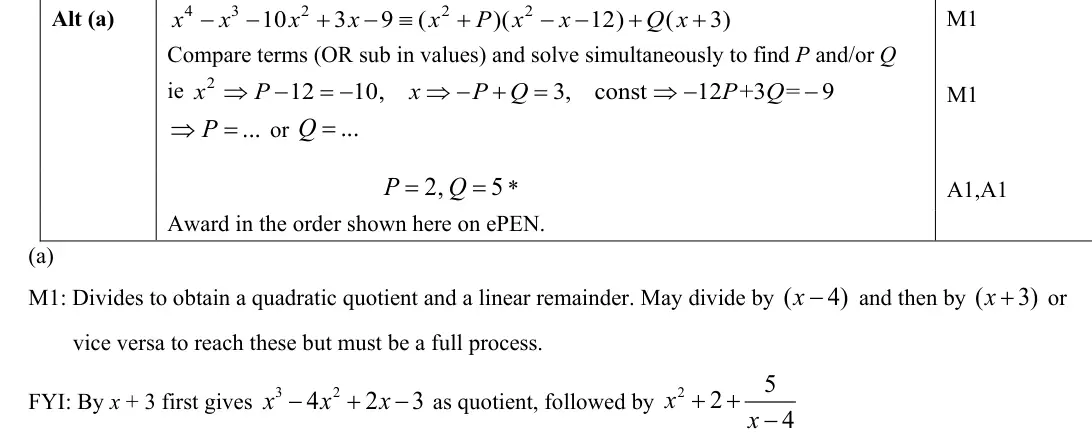 Alt (a) x⁴ − x³ − 10x² + 3x − 9 ≡ (x² + P)(x² − x − 12) + Q(x + 3) M1
Compare terms (OR sub in values) and solve simultaneously to find P and/or Q
ie x² ⇒ P − 12 = −10, x ⇒ −P + Q = 3, const ⇒ −12P+3Q= − 9 M1
⇒ P = ... or Q = ...
P = 2, Q = 5 * A1,A1
Award in the order shown here on ePEN.
(a)
M1: Divides to obtain a quadratic quotient and a linear remainder. May divide by (x − 4) and then by (x + 3) or
vice versa to reach these but must be a full process.
FYI: By x + 3 first gives x³ − 4x² + 2x − 3 as quotient, followed by x² + 2 + 5/(x − 4)